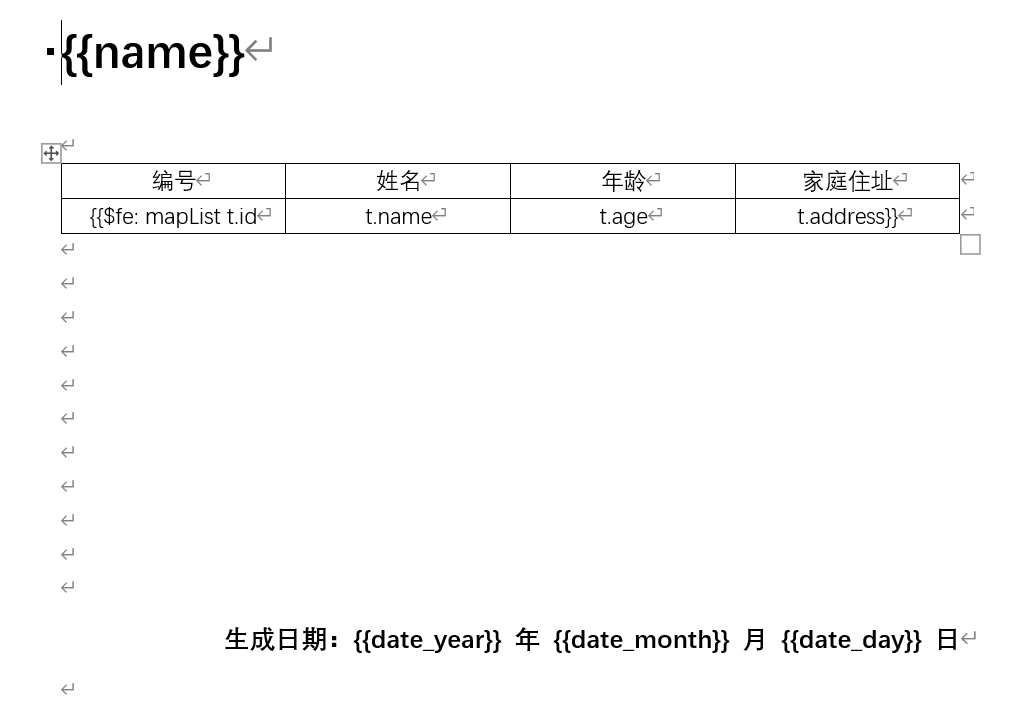 {{name}}
编号 姓名 年龄 家庭住址
{{$fe: mapList t.id t.name t.age t.address}}
生成日期：{{date_year}} 年 {{date_month}} 月 {{date_day}} 日